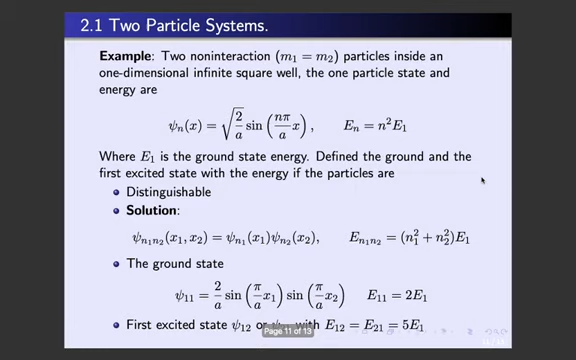 2.1 Two Particle Systems.
Example: Two noninteraction (m₁ = m₂) particles inside an
one-dimensional infinite square well, the one particle state and
energy are
ψₙ(x) = √(2/a) sin (nπ/a x), Eₙ = n²E₁
Where E₁ is the ground state energy. Defined the ground and the
first excited state with the energy if the particles are
Distinguishable
Solution:
ψₙ₁ₙ₂(x₁, x₂) = ψₙ₁(x₁)ψₙ₂(x₂), Eₙ₁ₙ₂ = (n₁² + n₂²)E₁
The ground state
ψ₁₁ = 2/a sin (π/a x₁) sin (π/a x₂) E₁₁ = 2E₁
First excited state ψ₁₂ or with E₁₂ = E₂₁ = 5E₁
Page 11 of 13